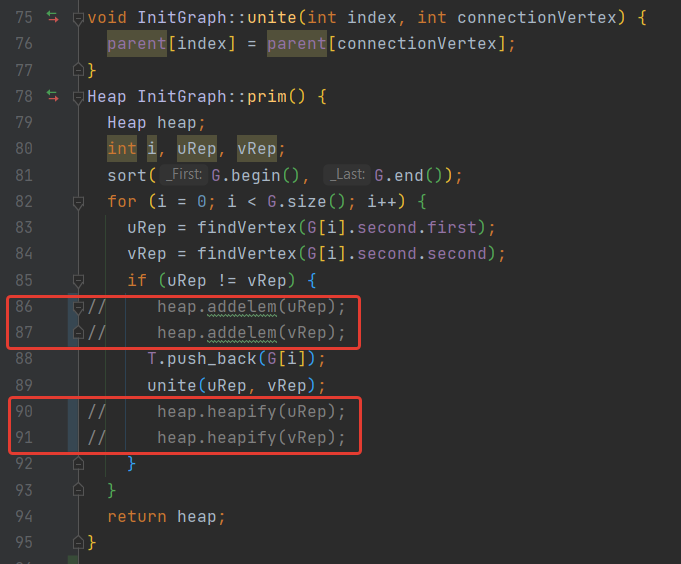 75 void InitGraph::unite(int index, int connectionVertex) {
76 parent[index] = parent[connectionVertex];
77 }
78 Heap InitGraph::prim() {
79 Heap heap;
80 int i, uRep, vRep;
81 sort( _First: G.begin(), _Last: G.end());
82 for (i = 0; i < G.size(); i++) {
83 uRep = findVertex(G[i].second.first);
84 vRep = findVertex(G[i].second.second);
85 if (uRep != vRep) {
86 // heap.addelem(uRep);
87 // heap.addelem(vRep);
88 T.push_back(G[i]);
89 unite(uRep, vRep);
90 // heap.heapify(uRep);
91 // heap.heapify(vRep);
92 }
93 }
94 return heap;
95 }